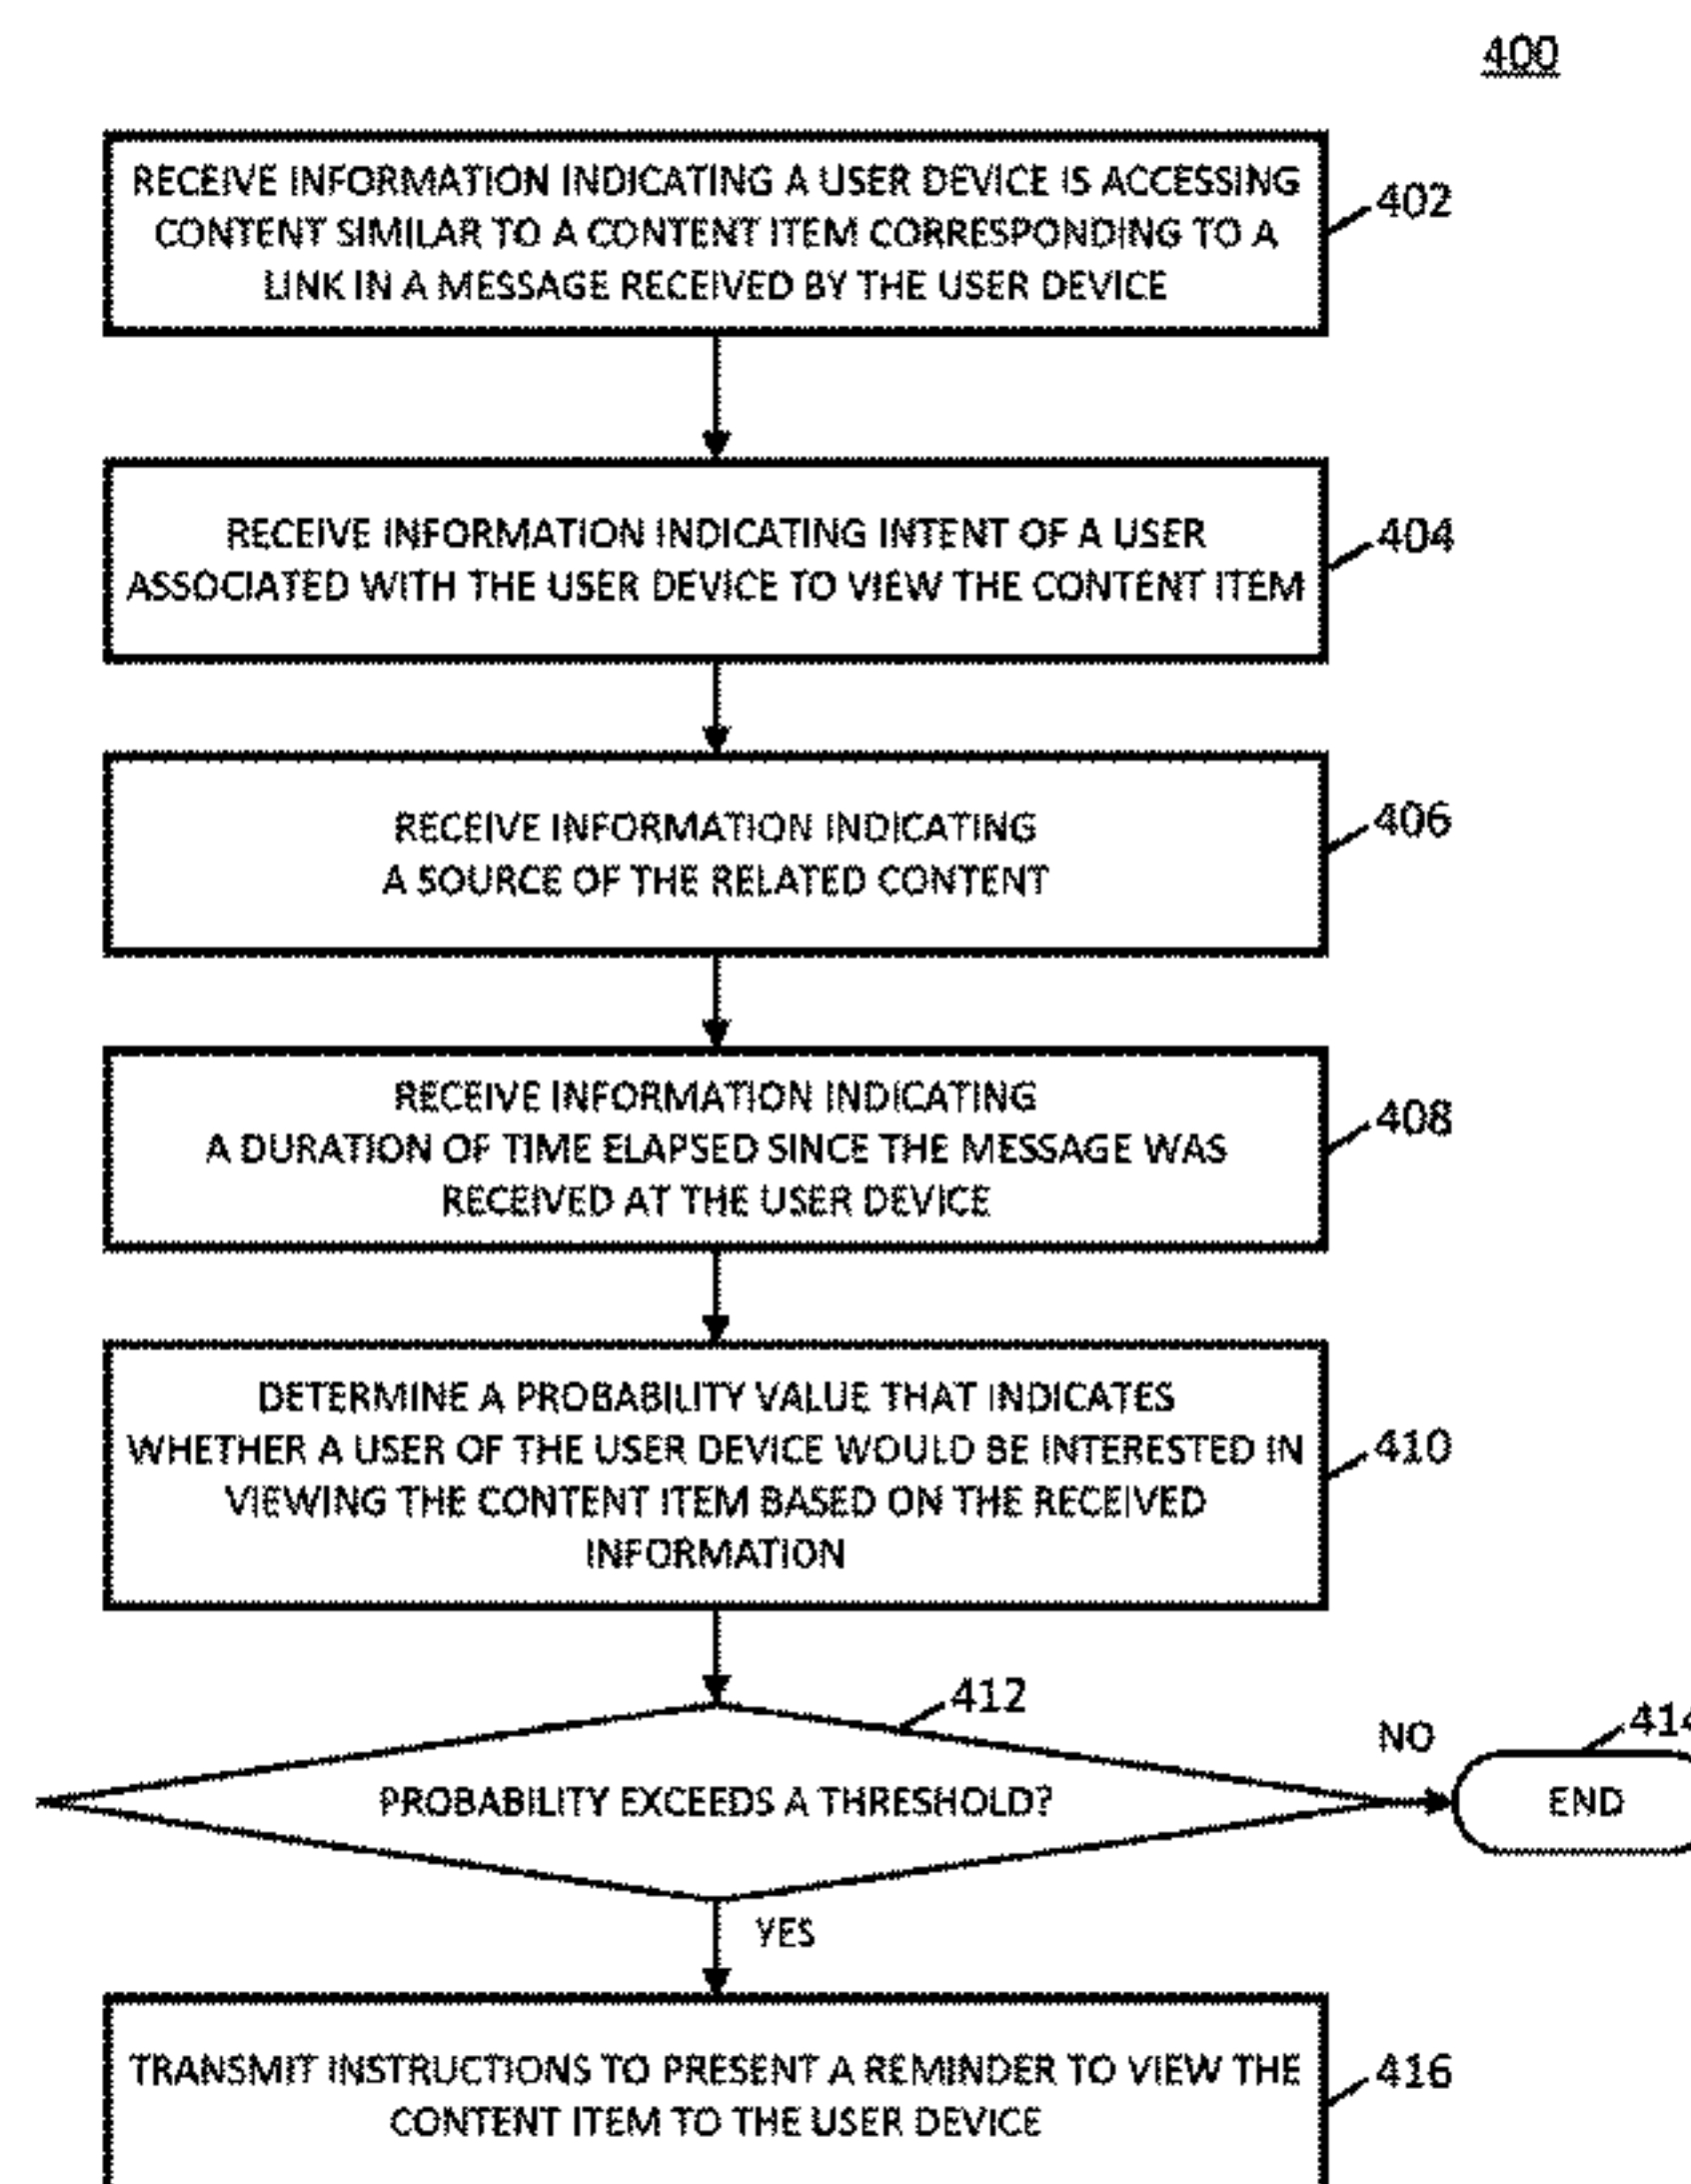 400
RECEIVE INFORMATION INDICATING A USER DEVICE IS ACCESSING
CONTENT SIMILAR TO A CONTENT ITEM CORRESPONDING TO A
LINK IN A MESSAGE RECEIVED BY THE USER DEVICE
402
RECEIVE INFORMATION INDICATING INTENT OF A USER
ASSOCIATED WITH THE USER DEVICE TO VIEW THE CONTENT ITEM
404
RECEIVE INFORMATION INDICATING
A SOURCE OF THE RELATED CONTENT
406
RECEIVE INFORMATION INDICATING
A DURATION OF TIME ELAPSED SINCE THE MESSAGE WAS
RECEIVED AT THE USER DEVICE
408
DETERMINE A PROBABILITY VALUE THAT INDICATES
WHETHER A USER OF THE USER DEVICE WOULD BE INTERESTED IN
VIEWING THE CONTENT ITEM BASED ON THE RECEIVED
INFORMATION
410
412
PROBABILITY EXCEEDS A THRESHOLD?
NO
414
END
YES
TRANSMIT INSTRUCTIONS TO PRESENT A REMINDER TO VIEW THE
CONTENT ITEM TO THE USER DEVICE
416